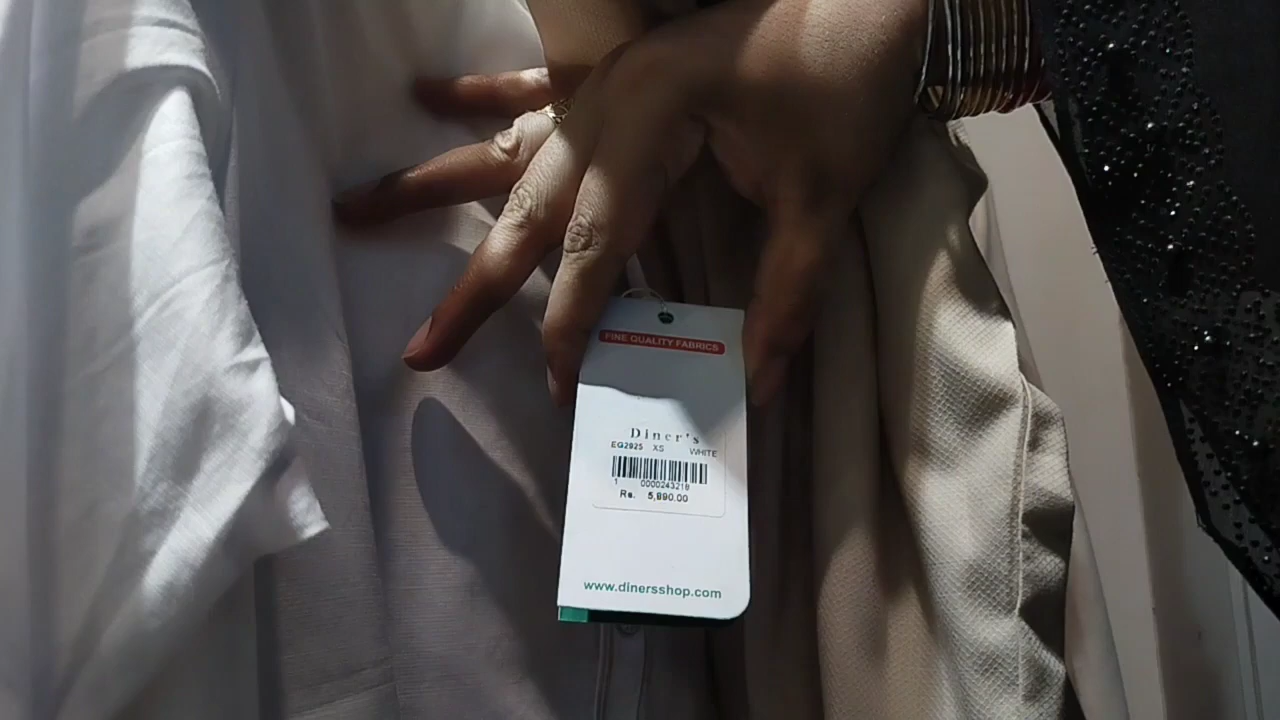 FINE QUALITY FABRICS
Diner's
EG2925 XS WHITE
1 0000243218
Rs. 5,890.00
www.dinersshop.com